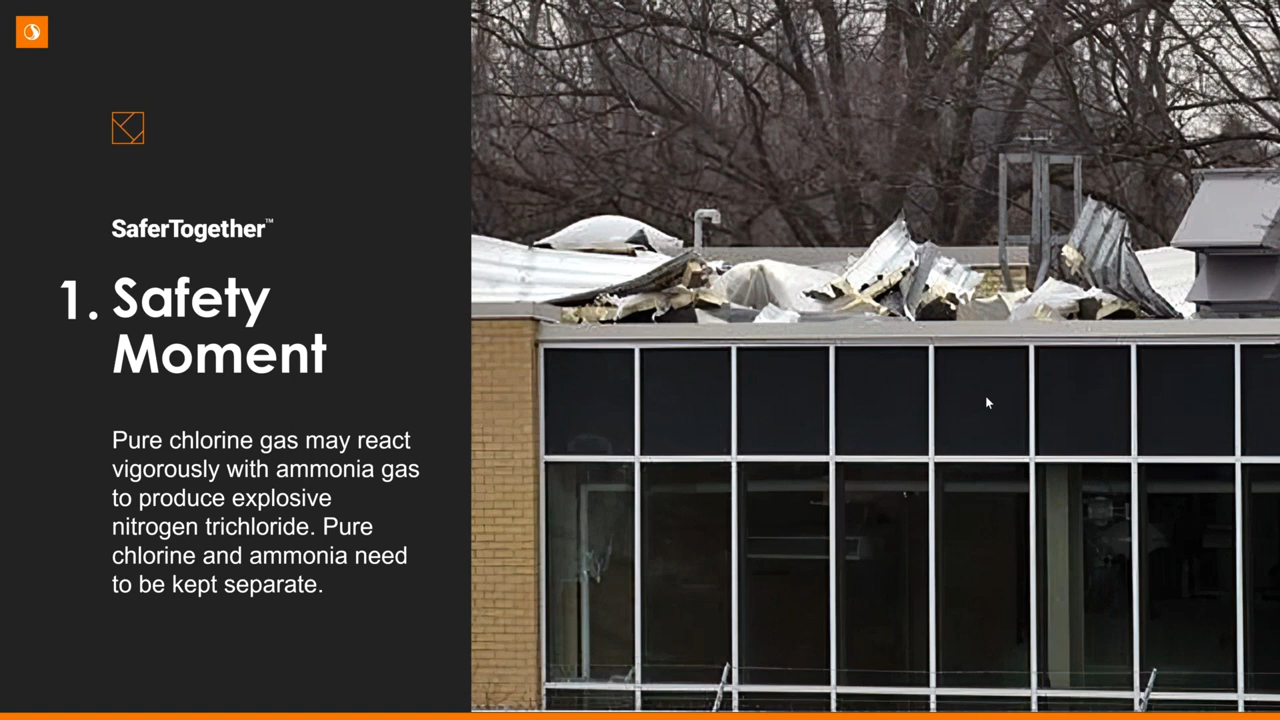 SaferTogether™
1. Safety
Moment
Pure chlorine gas may react
vigorously with ammonia gas
to produce explosive
nitrogen trichloride. Pure
chlorine and ammonia need
to be kept separate.